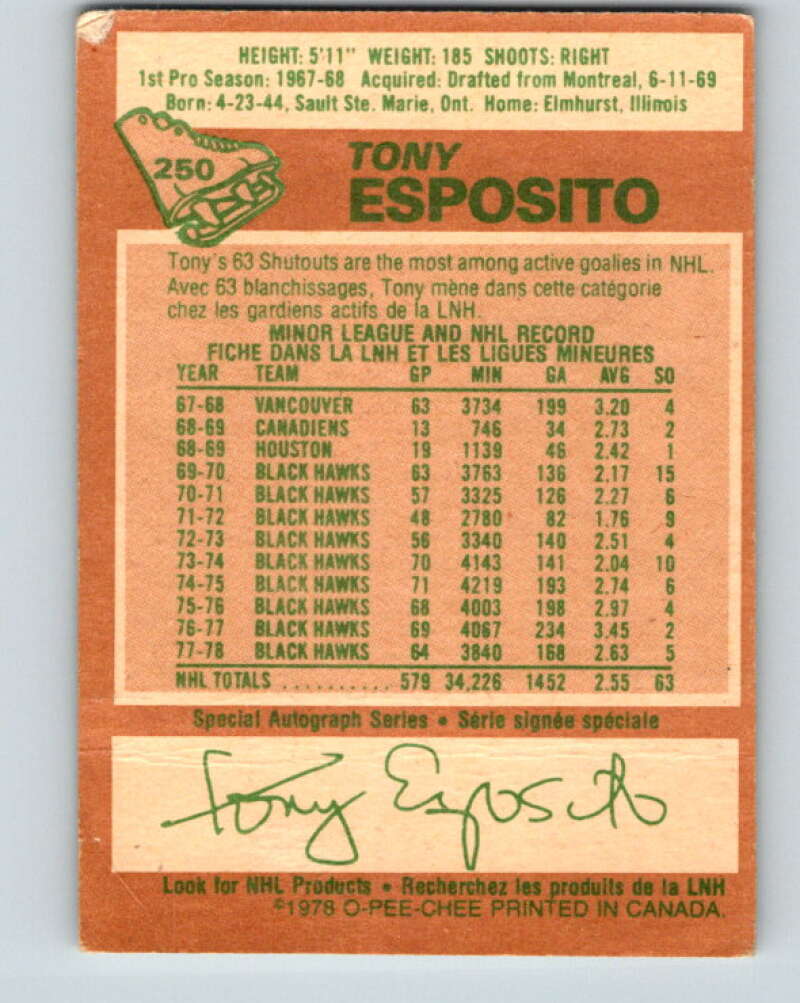 HEIGHT: 5'11" WEIGHT: 185 SHOOTS: RIGHT
1st Pro Season: 1967-68 Acquired: Drafted from Montreal, 6-11-69
Born: 4-23-44, Sault Ste. Marie, Ont. Home: Elmhurst, Illinois
250
TONY
ESPOSITO
Tony's 63 Shutouts are the most among active goalies in NHL.
Avec 63 blanchissages, Tony mène dans cette catégorie
chez les gardiens actifs de la LNH.
MINOR LEAGUE AND NHL RECORD
FICHE DANS LA LNH ET LES LIGUES MINEURES
YEAR TEAM GP MIN GA AVG SO
67-68 VANCOUVER 63 3734 199 3.20 4
68-69 CANADIENS 13 746 34 2.73 2
68-69 HOUSTON 19 1139 46 2.42 1
69-70 BLACK HAWKS 63 3763 136 2.17 15
70-71 BLACK HAWKS 57 3325 126 2.27 6
71-72 BLACK HAWKS 48 2780 82 1.76 9
72-73 BLACK HAWKS 56 3340 140 2.51 4
73-74 BLACK HAWKS 70 4143 141 2.04 10
74-75 BLACK HAWKS 71 4219 193 2.74 6
75-76 BLACK HAWKS 68 4003 198 2.97 4
76-77 BLACK HAWKS 69 4067 234 3.45 2
77-78 BLACK HAWKS 64 3840 168 2.63 5
NHL TOTALS .......... 579 34,226 1452 2.55 63
Special Autograph Series • Série signée spéciale
Tony Esposito
Look for NHL Products • Recherchez les produits de la LNH
©1978 O-PEE-CHEE PRINTED IN CANADA.